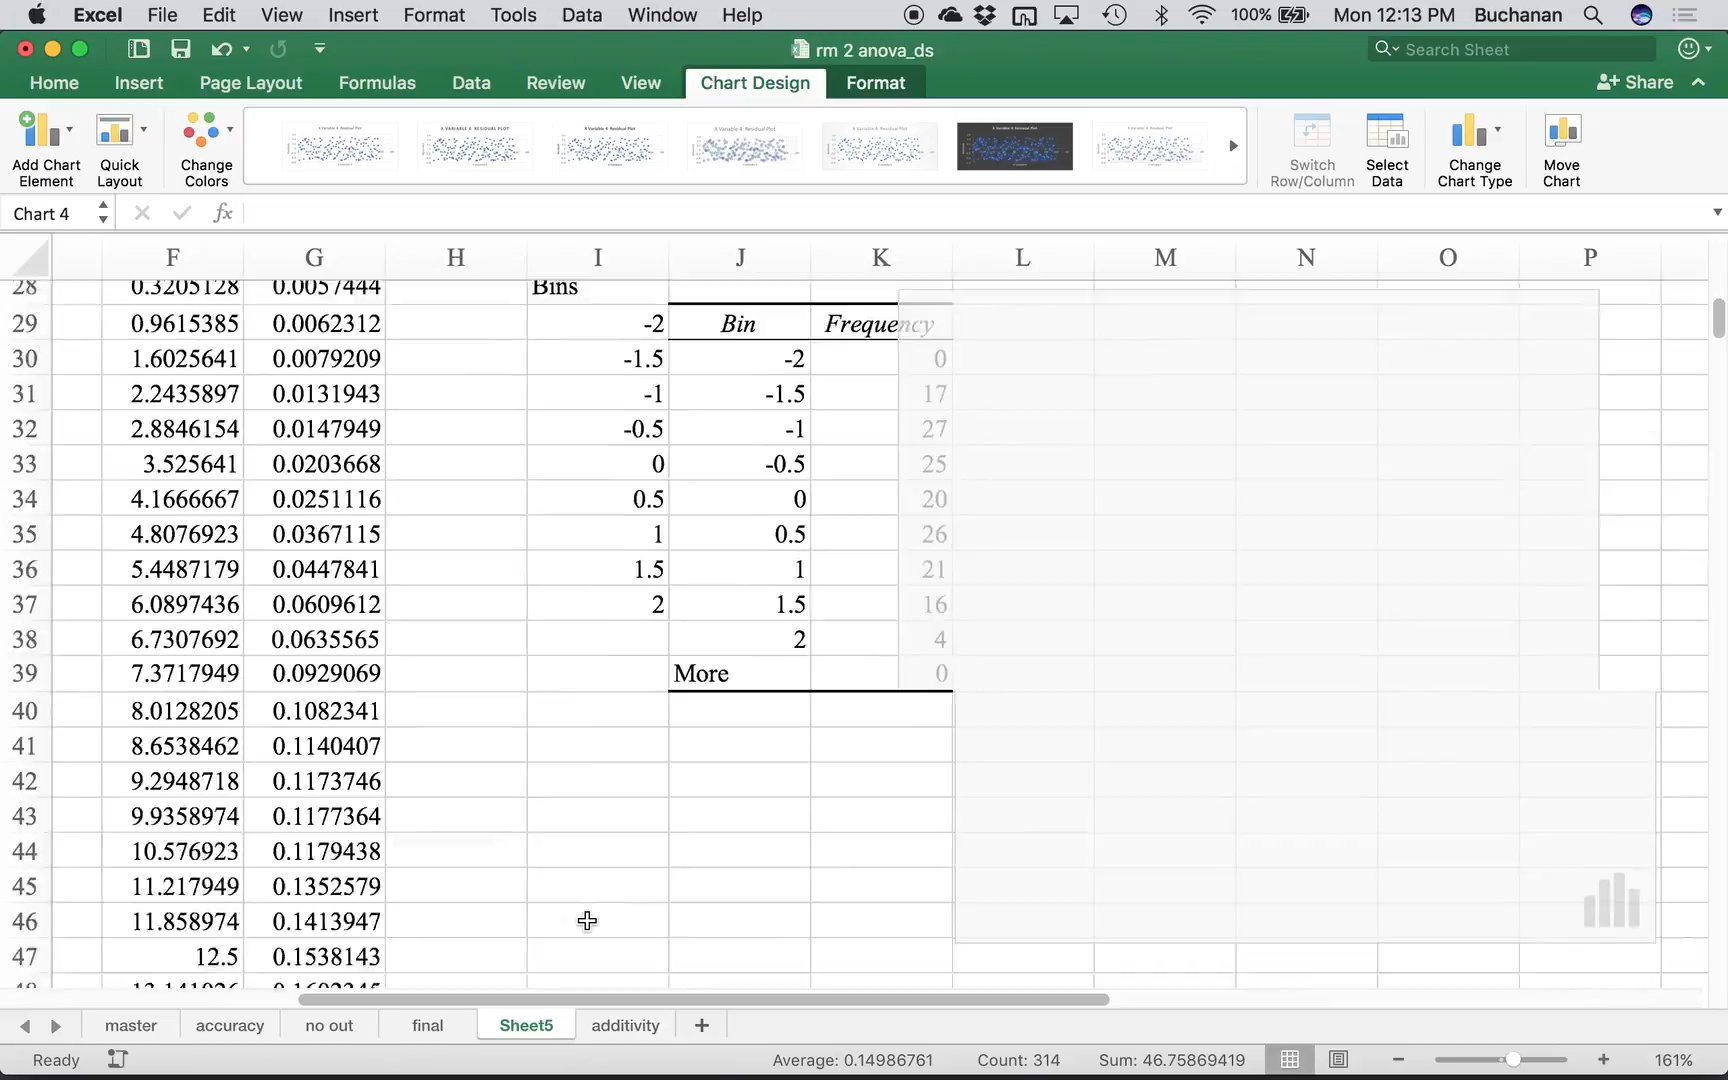 Excel File Edit View Insert Format Tools Data Window Help 100% Mon 12:13 PM Buchanan
rm 2 anova_ds Search Sheet
Home Insert Page Layout Formulas Data Review View Chart Design Format Share
Add Chart Element Quick Layout Change Colors Switch Row/Column Select Data Change Chart Type Move Chart
Chart 4 fx
F G H I J K L M N O P
28 0.3205128 0.0057444 Bins
29 0.9615385 0.0062312 -2 Bin Frequency
30 1.6025641 0.0079209 -1.5 -2 0
31 2.2435897 0.0131943 -1 -1.5 17
32 2.8846154 0.0147949 -0.5 -1 27
33 3.525641 0.0203668 0 -0.5 25
34 4.1666667 0.0251116 0.5 0 20
35 4.8076923 0.0367115 1 0.5 26
36 5.4487179 0.0447841 1.5 1 21
37 6.0897436 0.0609612 2 1.5 16
38 6.7307692 0.0635565 2 4
39 7.3717949 0.0929069 More 0
40 8.0128205 0.1082341
41 8.6538462 0.1140407
42 9.2948718 0.1173746
43 9.9358974 0.1177364
44 10.576923 0.1179438
45 11.217949 0.1352579
46 11.858974 0.1413947
47 12.5 0.1538143
master accuracy no out final Sheet5 additivity +
Ready Average: 0.14986761 Count: 314 Sum: 46.75869419 161%